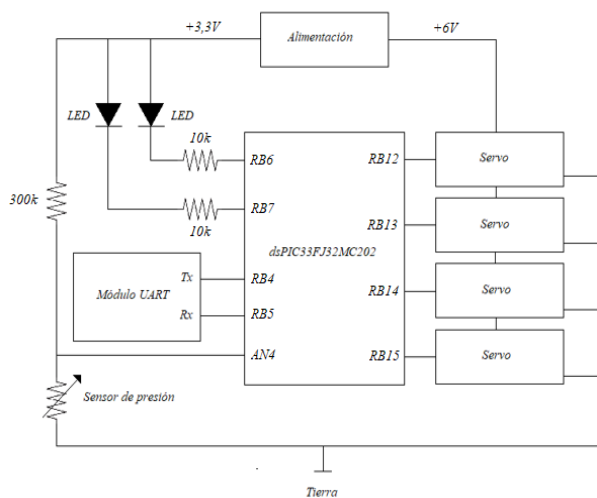 +3,3V
Alimentación
+6V
LED
LED
10k
RB6
RB12
Servo
300k
10k
RB7
RB13
Servo
dsPIC33FJ32MC202
Módulo UART
Tx
RB4
RB14
Servo
Rx
RB5
AN4
RB15
Servo
Sensor de presión
Tierra